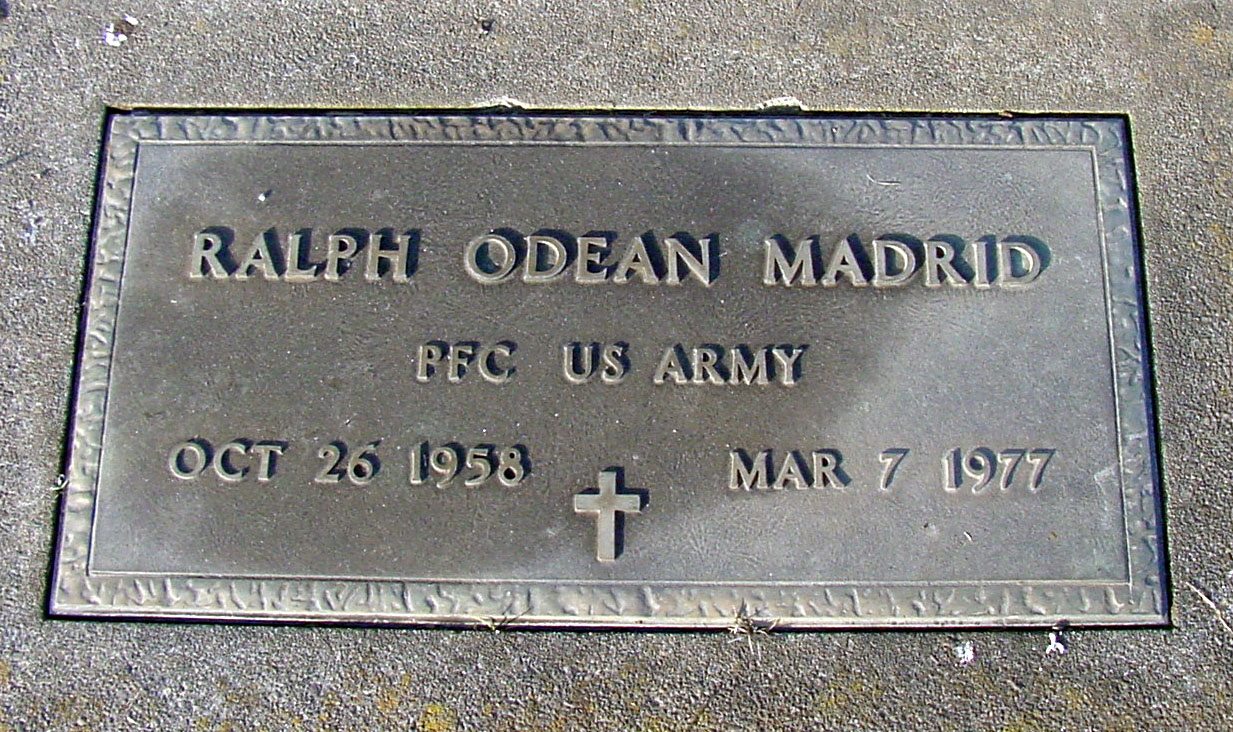 RALPH ODEAN MADRID
PFC US ARMY
OCT 26 1958 MAR 7 1977